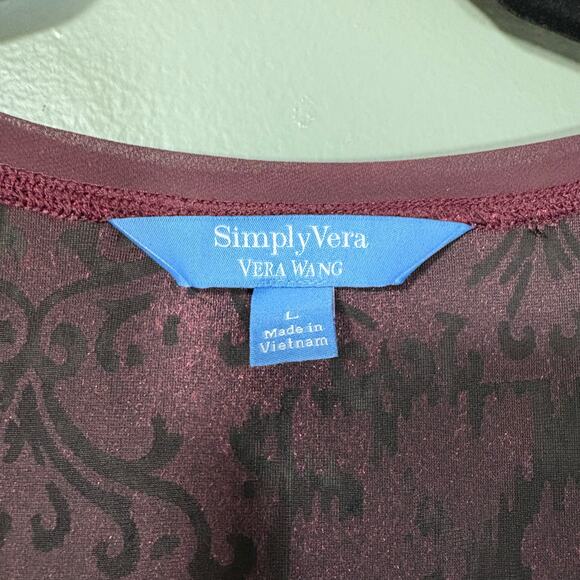 SimplyVera
VERA WANG
L
Made in
Vietnam